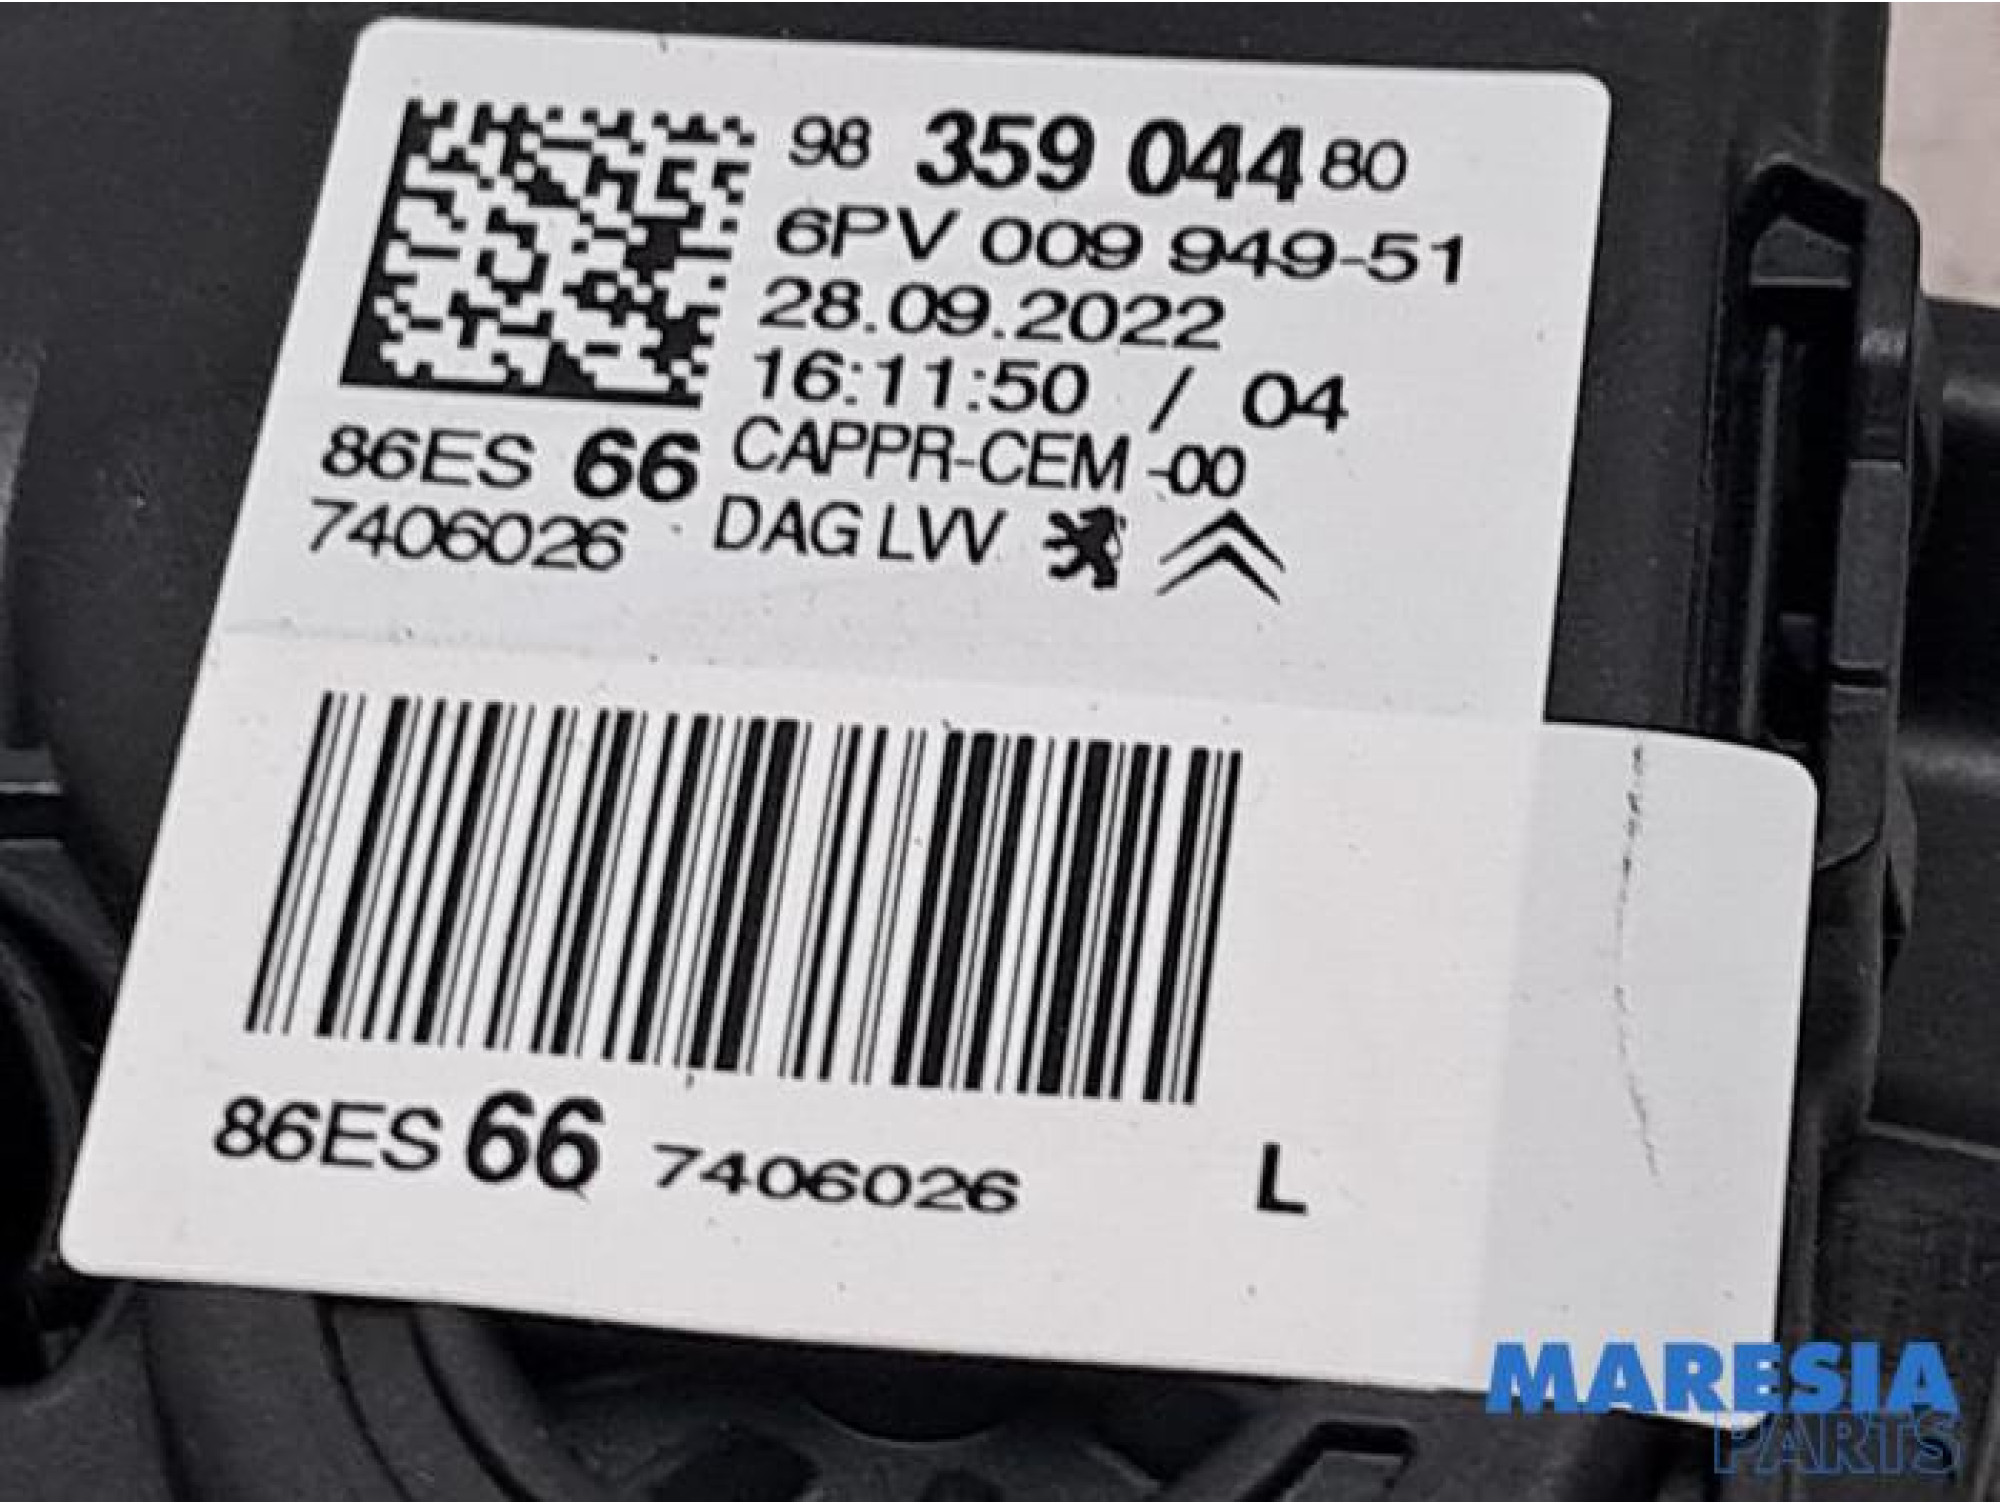 98 359 044 80
6PV 009 949-51
28.09.2022
16:11:50 / 04
86ES 66 CAPPR-CEM -00
7406026 DAG LVV
86ES 66 7406026 L
MARESIA
PARTS